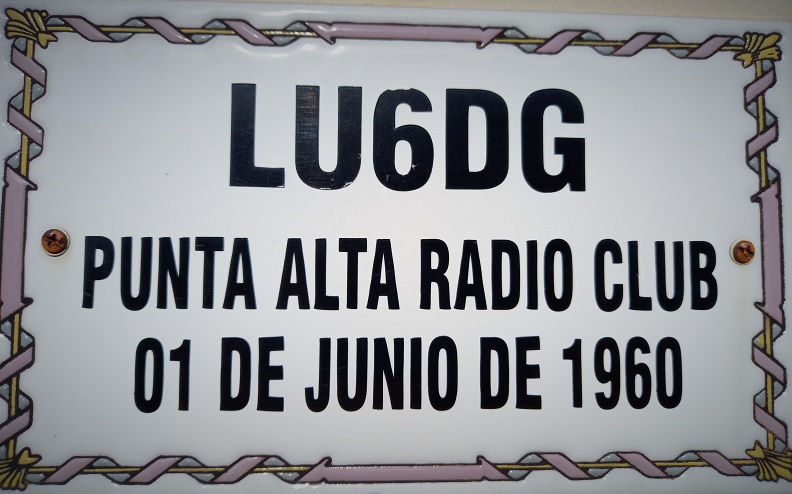 LU6DG
PUNTA ALTA RADIO CLUB
01 DE JUNIO DE 1960